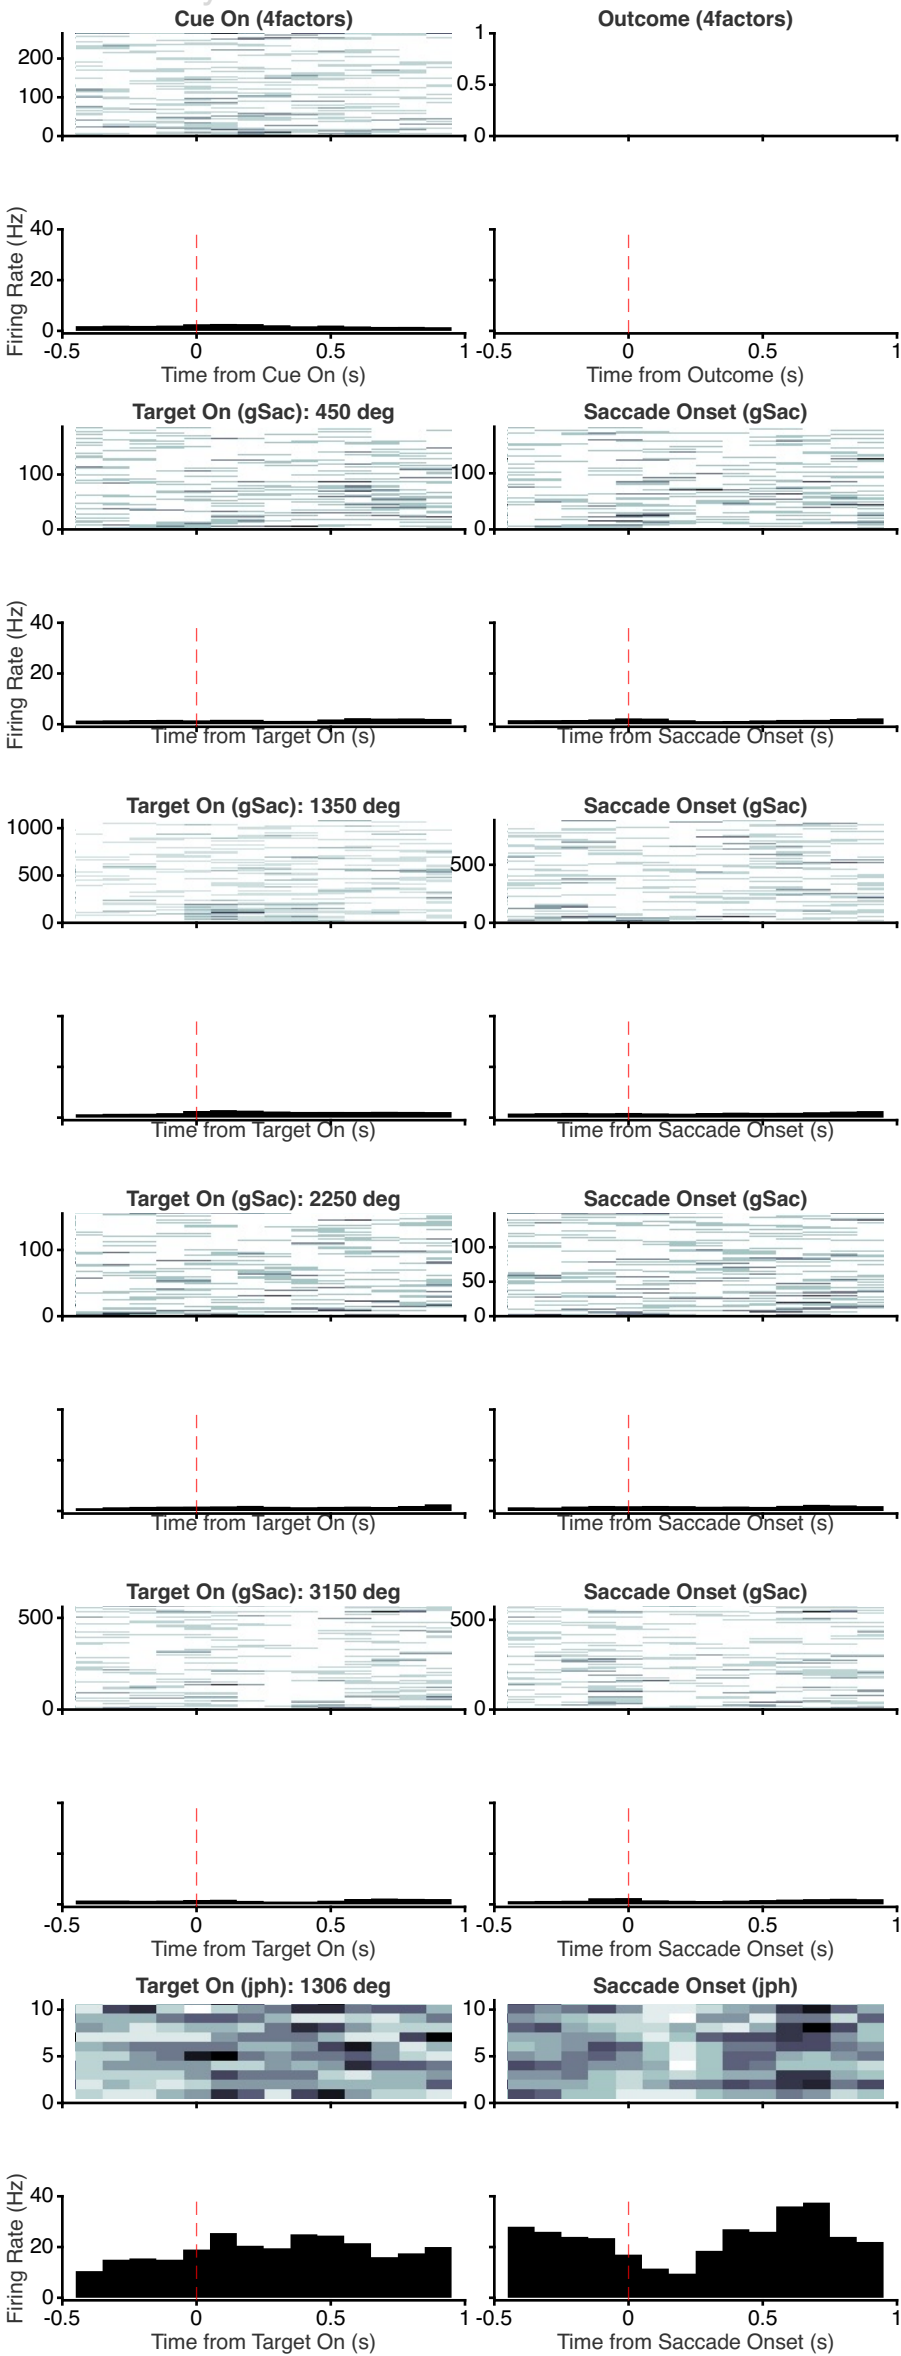 Cue On (4factors) Outcome (4factors)
200
100
0
1
0.5
0
Firing Rate (Hz)
40
20
0
-0.5 0 0.5 1 -0.5 0 0.5 1
Time from Cue On (s) Time from Outcome (s)
Target On (gSac): 450 deg Saccade Onset (gSac)
100
0
100
0
Firing Rate (Hz)
40
20
0
Time from Target On (s) Time from Saccade Onset (s)
Target On (gSac): 1350 deg Saccade Onset (gSac)
1000
500
0
500
0
Time from Target On (s) Time from Saccade Onset (s)
Target On (gSac): 2250 deg Saccade Onset (gSac)
100
0
100
50
0
Time from Target On (s) Time from Saccade Onset (s)
Target On (gSac): 3150 deg Saccade Onset (gSac)
500
0
500
0
-0.5 0 0.5 1 -0.5 0 0.5 1
Time from Target On (s) Time from Saccade Onset (s)
Target On (jph): 1306 deg Saccade Onset (jph)
10
5
0
10
5
0
Firing Rate (Hz)
40
20
0
40
20
0
-0.5 0 0.5 1 -0.5 0 0.5 1
Time from Target On (s) Time from Saccade Onset (s)